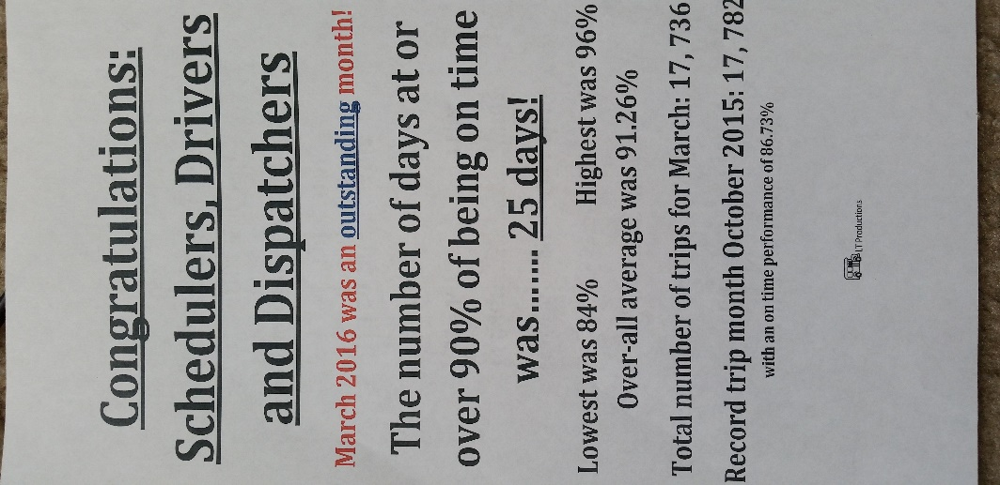 Congratulations:
Schedulers, Drivers
and Dispatchers
March 2016 was an outstanding month!
The number of days at or
over 90% of being on time
was....... 25 days!
Lowest was 84% Highest was 96%
Over-all average was 91.26%
Total number of trips for March: 17, 736
Record trip month October 2015: 17, 782
with an on time performance of 86.73%
LT Productions